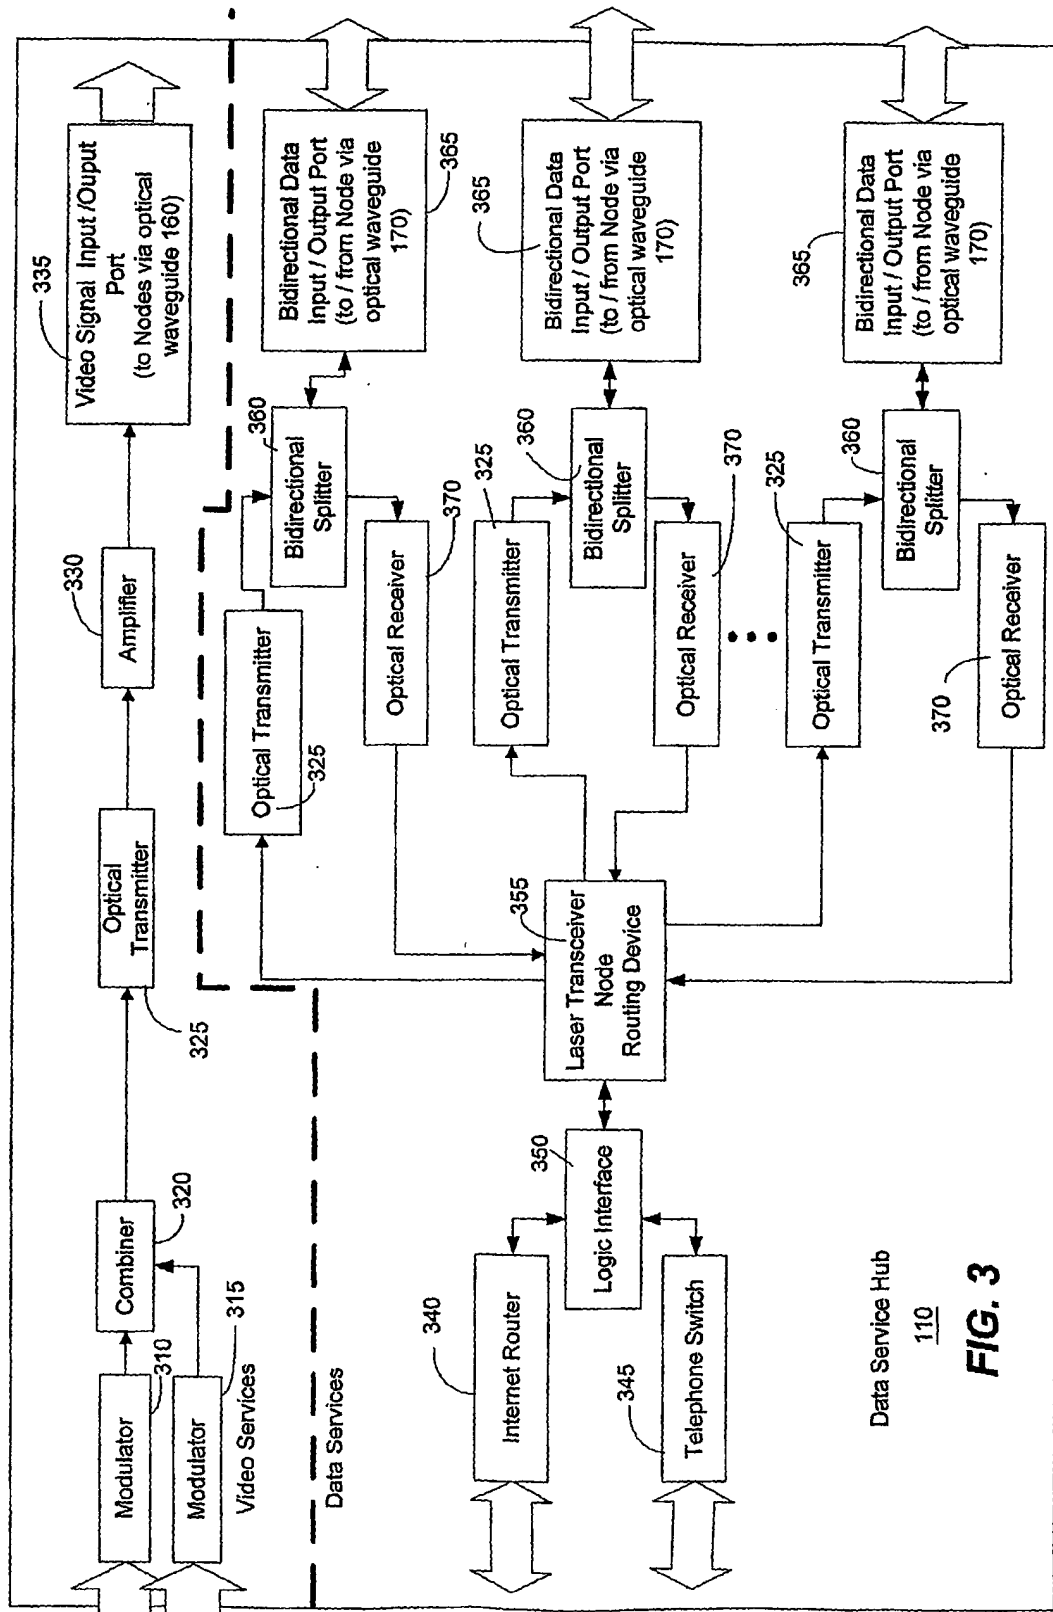 335
Video Signal Input /Ouput
Port
(to Nodes via optical
waveguide 160)
330
Amplifier
Optical
Transmitter
325
320
Combiner
310
Modulator
315
Modulator
Video Services
Data Services
Bidirectional Data
Input / Output Port
(to / from Node via
optical waveguide
170)
365
360
Bidirectional
Splitter
Optical Transmitter
325
370
Optical Receiver
365
Bidirectional Data
Input / Output Port
(to / from Node via
optical waveguide
170)
325
Optical Transmitter
360
Bidirectional
Splitter
370
Optical Receiver
365
Bidirectional Data
Input / Output Port
(to / from Node via
optical waveguide
170)
325
Optical Transmitter
360
Bidirectional
Splitter
370
Optical Receiver
355
Laser Transceiver
Node
Routing Device
350
Logic Interface
340
Internet Router
345
Telephone Switch
Data Service Hub
110
FIG. 3